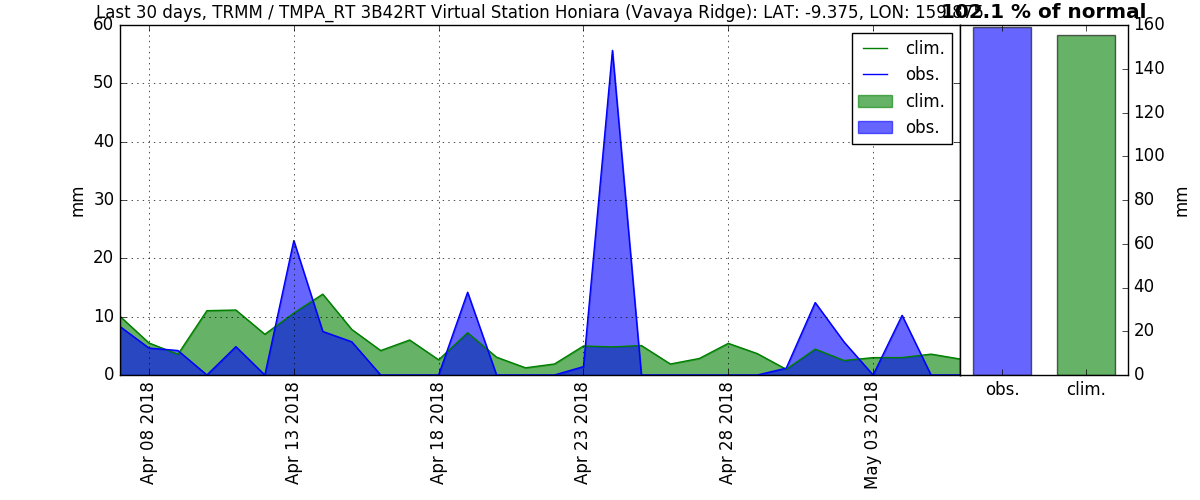 Last 30 days, TRMM / TMPA_RT 3B42RT Virtual Station Honiara (Vavaya Ridge): LAT: -9.375, LON:
102.1 % of normal
60
50
40
30
20
10
0
mm
clim.
obs.
clim.
obs.
Apr 08 2018
Apr 13 2018
Apr 18 2018
Apr 23 2018
Apr 28 2018
May 03 2018
160
140
120
100
80
60
40
20
0
mm
obs.
clim.